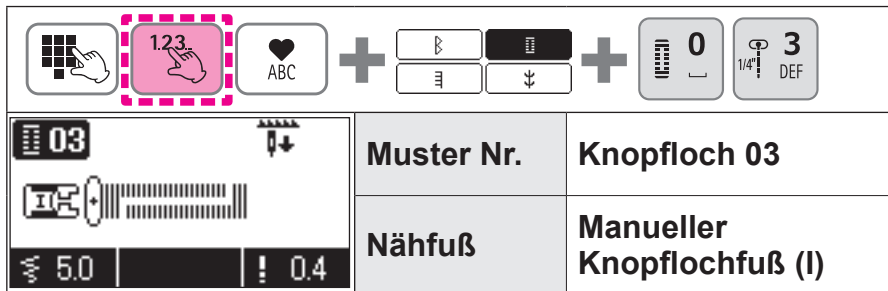 1.2.3..
ABC
0
1/4" 3
DEF
03
Muster Nr.
Knopfloch 03
I
Nähfuß
Manueller
Knopflochfuß (I)
5.0
! 0.4